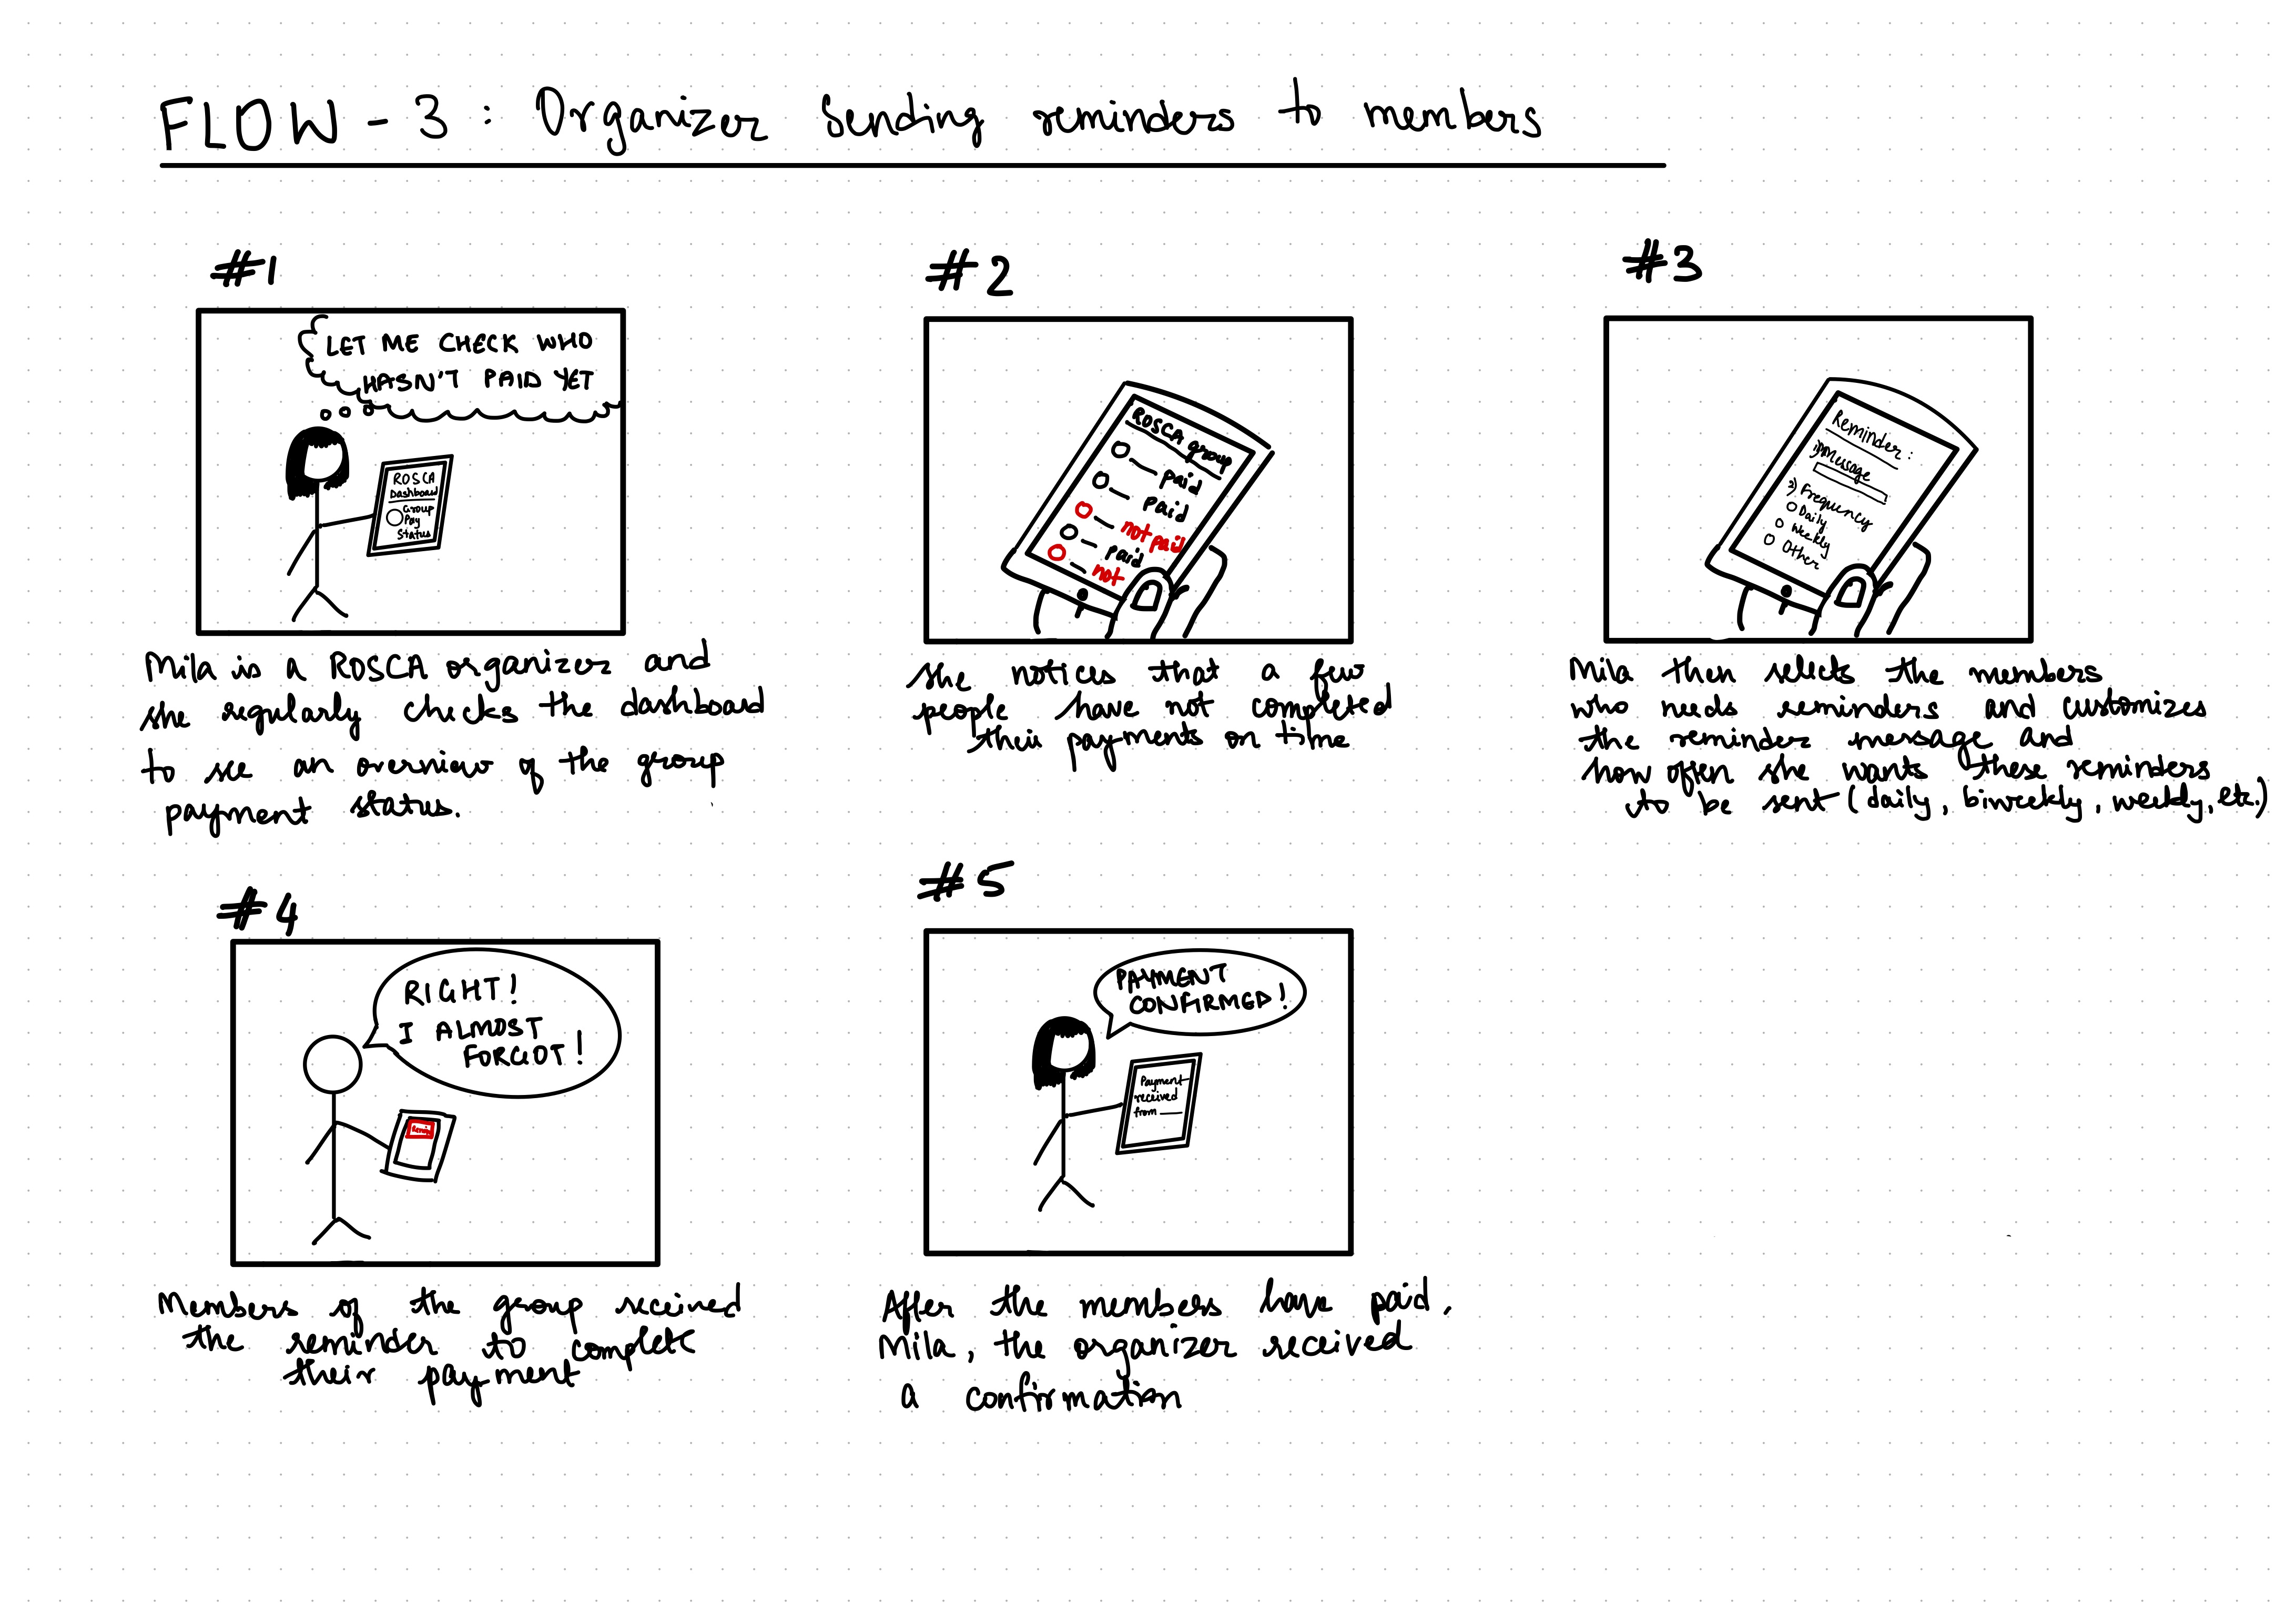 FLOW - 3 : Organizer Sending reminders to members
#1
LET ME CHECK WHO
HASN'T PAID YET
ROSCA
Dashboard
Group
Pay
Status
Mila is a ROSCA organizer and
she regularly checks the dashboard
to see an overview of the group
payment status.
#2
ROSCA group
paid
paid
not paid
paid
not
She notices that a few
people have not completed
their payments on time
#3
Reminder :
1) Message
2) Frequency
Daily
Weekly
Other
Mila then selects the members
who needs reminders and customizes
the reminder message and
how often she wants these reminders
to be sent (daily, biweekly, weekly, etc.)
#4
RIGHT!
I ALMOST
FORGOT!
Members of the group received
the reminder to complete
their payment
#5
PAYMENT
CONFIRMED!
Payment
received
from
After the members have paid,
Mila, the organizer received
a confirmation